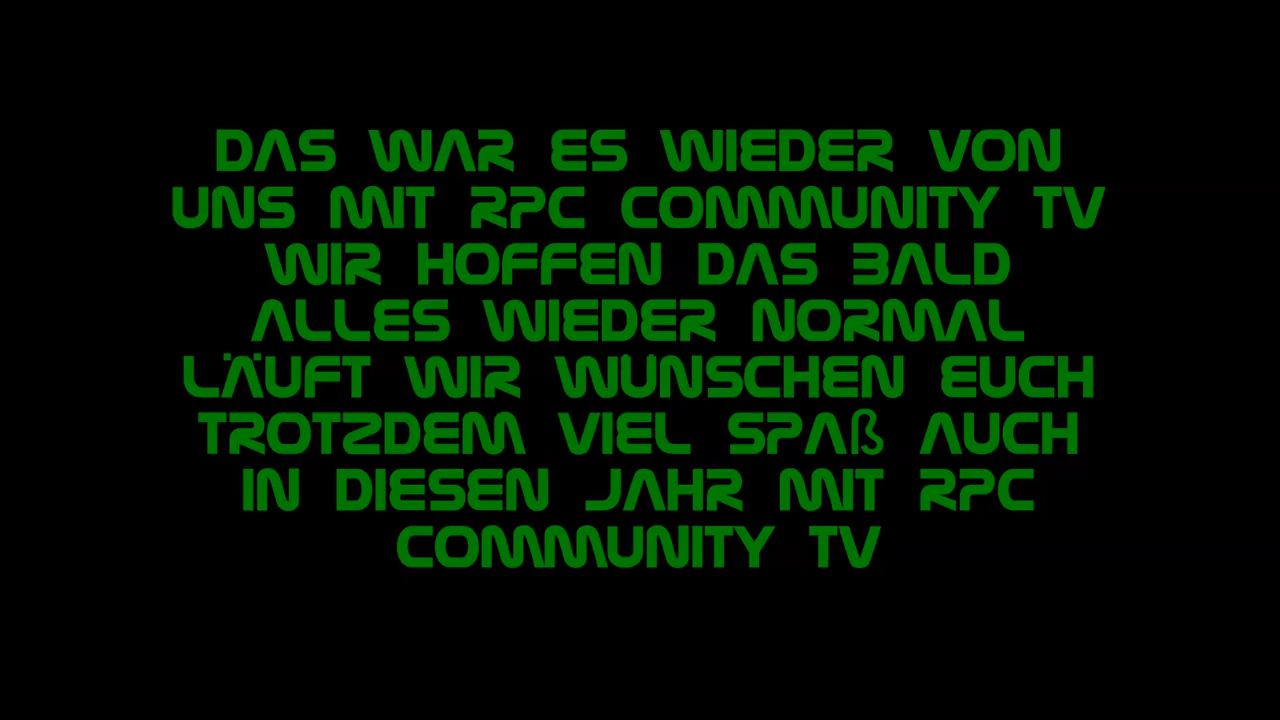 DAS WAR ES WIEDER VON
UNS MIT RPC COMMUNITY TV
WIR HOFFEN DAS BALD
ALLES WIEDER NORMAL
LÄUFT WIR WÜNSCHEN EUCH
TROTZDEM VIEL SPAß AUCH
IN DIESEN JAHR MIT RPC
COMMUNITY TV